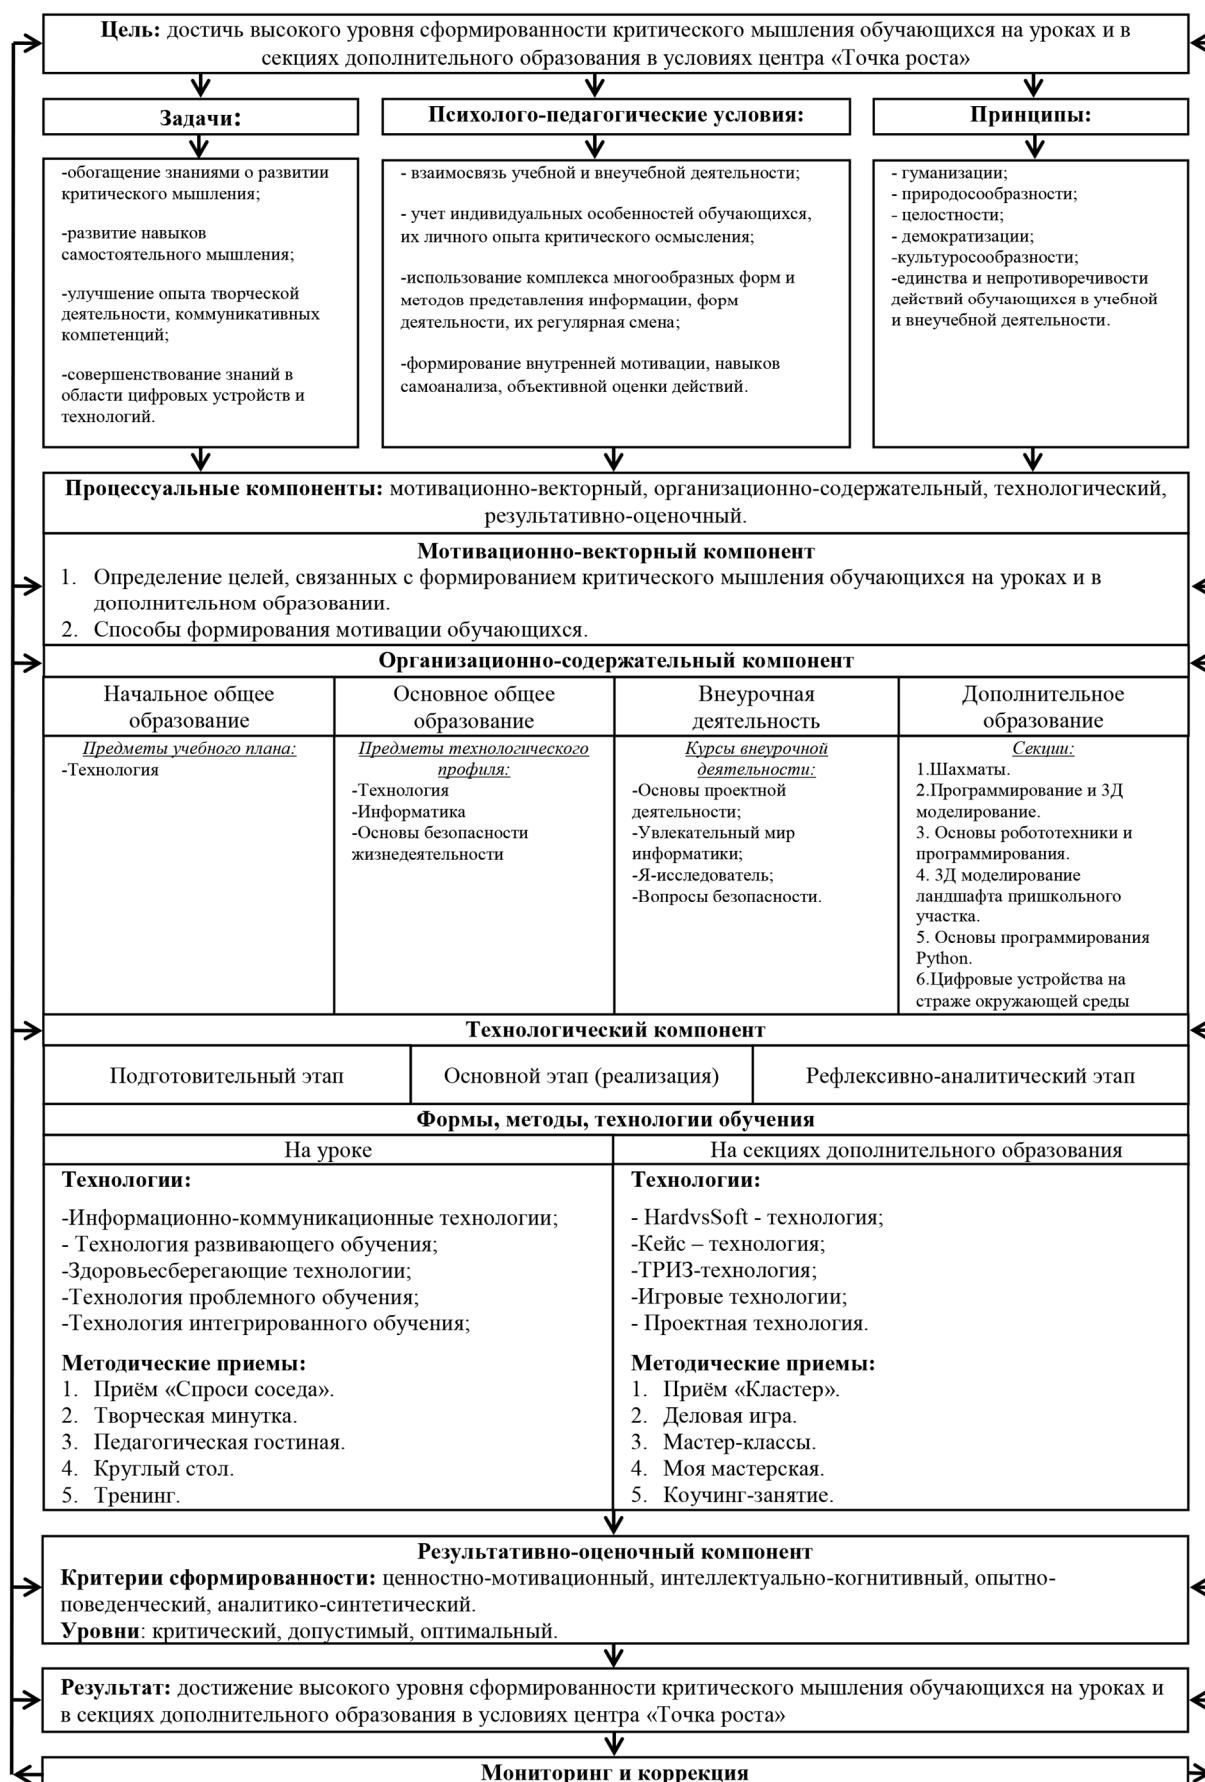 Цель: достичь высокого уровня сформированности критического мышления обучающихся на уроках и в
секциях дополнительного образования в условиях центра «Точка роста»
Задачи:
-обогащение знаниями о развитии
критического мышления;
-развитие навыков
самостоятельного мышления;
-улучшение опыта творческой
деятельности, коммуникативных
компетенций;
-совершенствование знаний в
области цифровых устройств и
технологий.
Психолого-педагогические условия:
- взаимосвязь учебной и внеучебной деятельности;
- учет индивидуальных особенностей обучающихся,
их личного опыта критического осмысления;
-использование комплекса многообразных форм и
методов представления информации, форм
деятельности, их регулярная смена;
-формирование внутренней мотивации, навыков
самоанализа, объективной оценки действий.
Принципы:
- гуманизации;
- природосообразности;
- целостности;
- демократизации;
-культуросообразности;
-единства и непротиворечивости
действий обучающихся в учебной
и внеучебной деятельности.
Процессуальные компоненты: мотивационно-векторный, организационно-содержательный, технологический,
результативно-оценочный.
Мотивационно-векторный компонент
1. Определение целей, связанных с формированием критического мышления обучающихся на уроках и в
дополнительном образовании.
2. Способы формирования мотивации обучающихся.
Организационно-содержательный компонент
Начальное общее
образование
Предметы учебного плана:
-Технология
Основное общее
образование
Предметы технологического
профиля:
-Технология
-Информатика
-Основы безопасности
жизнедеятельности
Внеурочная
деятельность
Курсы внеурочной
деятельности:
-Основы проектной
деятельности;
-Увлекательный мир
информатики;
-Я-исследователь;
-Вопросы безопасности.
Дополнительное
образование
Секции:
1.Шахматы.
2.Программирование и 3Д
моделирование.
3. Основы робототехники и
программирования.
4. 3Д моделирование
ландшафта пришкольного
участка.
5. Основы программирования
Python.
6.Цифровые устройства на
страже окружающей среды
Технологический компонент
Подготовительный этап
Основной этап (реализация)
Рефлексивно-аналитический этап
Формы, методы, технологии обучения
На уроке
Технологии:
-Информационно-коммуникационные технологии;
- Технология развивающего обучения;
-Здоровьесберегающие технологии;
-Технология проблемного обучения;
-Технология интегрированного обучения;
Методические приемы:
1. Приём «Спроси соседа».
2. Творческая минутка.
3. Педагогическая гостиная.
4. Круглый стол.
5. Тренинг.
На секциях дополнительного образования
Технологии:
- HardvsSoft - технология;
-Кейс – технология;
-ТРИЗ-технология;
-Игровые технологии;
- Проектная технология.
Методические приемы:
1. Приём «Кластер».
2. Деловая игра.
3. Мастер-классы.
4. Моя мастерская.
5. Коучинг-занятие.
Результативно-оценочный компонент
Критерии сформированности: ценностно-мотивационный, интеллектуально-когнитивный, опытно-
поведенческий, аналитико-синтетический.
Уровни: критический, допустимый, оптимальный.
Результат: достижение высокого уровня сформированности критического мышления обучающихся на уроках и
в секциях дополнительного образования в условиях центра «Точка роста»
Мониторинг и коррекция